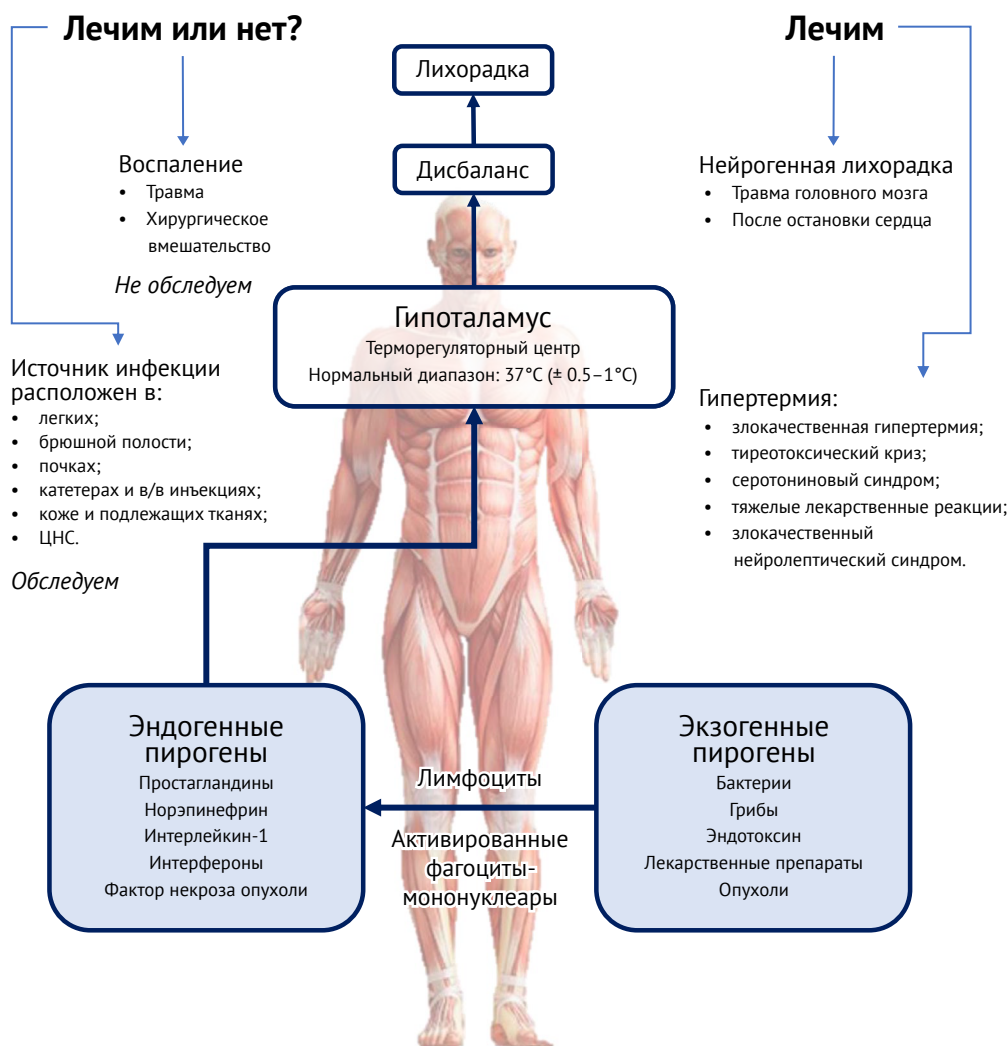 Лечим или нет?
Воспаление
• Травма
• Хирургическое
вмешательство
Не обследуем
Источник инфекции
расположен в:
• легких;
• брюшной полости;
• почках;
• катетерах и в/в инъекциях;
• коже и подлежащих тканях;
• ЦНС.
Обследуем
Лихорадка
Дисбаланс
Гипоталамус
Терморегуляторный центр
Нормальный диапазон: 37°C (± 0.5–1°C)
Лечим
Нейрогенная лихорадка
• Травма головного мозга
• После остановки сердца
Гипертермия:
• злокачественная гипертермия;
• тиреотоксический криз;
• серотониновый синдром;
• тяжелые лекарственные реакции;
• злокачественный
нейролептический синдром.
Эндогенные
пирогены
Простагландины
Норэпинефрин
Интерлейкин-1
Интерфероны
Фактор некроза опухоли
Лимфоциты
Активированные
фагоциты-
мононуклеары
Экзогенные
пирогены
Бактерии
Грибы
Эндотоксин
Лекарственные препараты
Опухоли